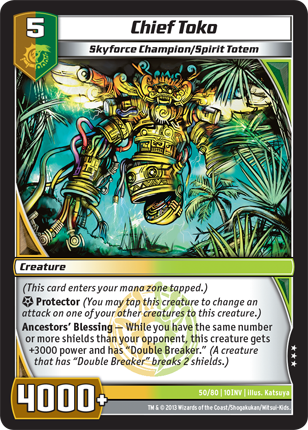 5
Chief Toko
Skyforce Champion/Spirit Totem
Creature
(This card enters your mana zone tapped.)
Protector (You may tap this creature to change an
attack on one of your other creatures to this creature.)
Ancestors' Blessing — While you have the same number
or more shields than your opponent, this creature gets
+3000 power and has “Double Breaker.” (A creature
that has “Double Breaker” breaks 2 shields.)
50/80 | 10INV | Illus. Katsuya
4000+
TM & © 2013 Wizards of the Coast/Shogakukan/Mitsui-Kids.